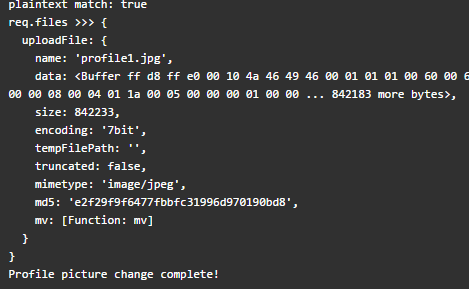 plaintext match: true
req.files >>> {
  uploadFile: {
    name: 'profile1.jpg',
    data: <Buffer ff d8 ff e0 00 10 4a 46 49 46 00 01 01 01 00 60 00 6
00 00 08 00 04 01 1a 00 05 00 00 00 01 00 00 ... 842183 more bytes>,
    size: 842233,
    encoding: '7bit',
    tempFilePath: '',
    truncated: false,
    mimetype: 'image/jpeg',
    md5: 'e2f29f9f6477fbbfc31996d970190bd8',
    mv: [Function: mv]
  }
}
Profile picture change complete!